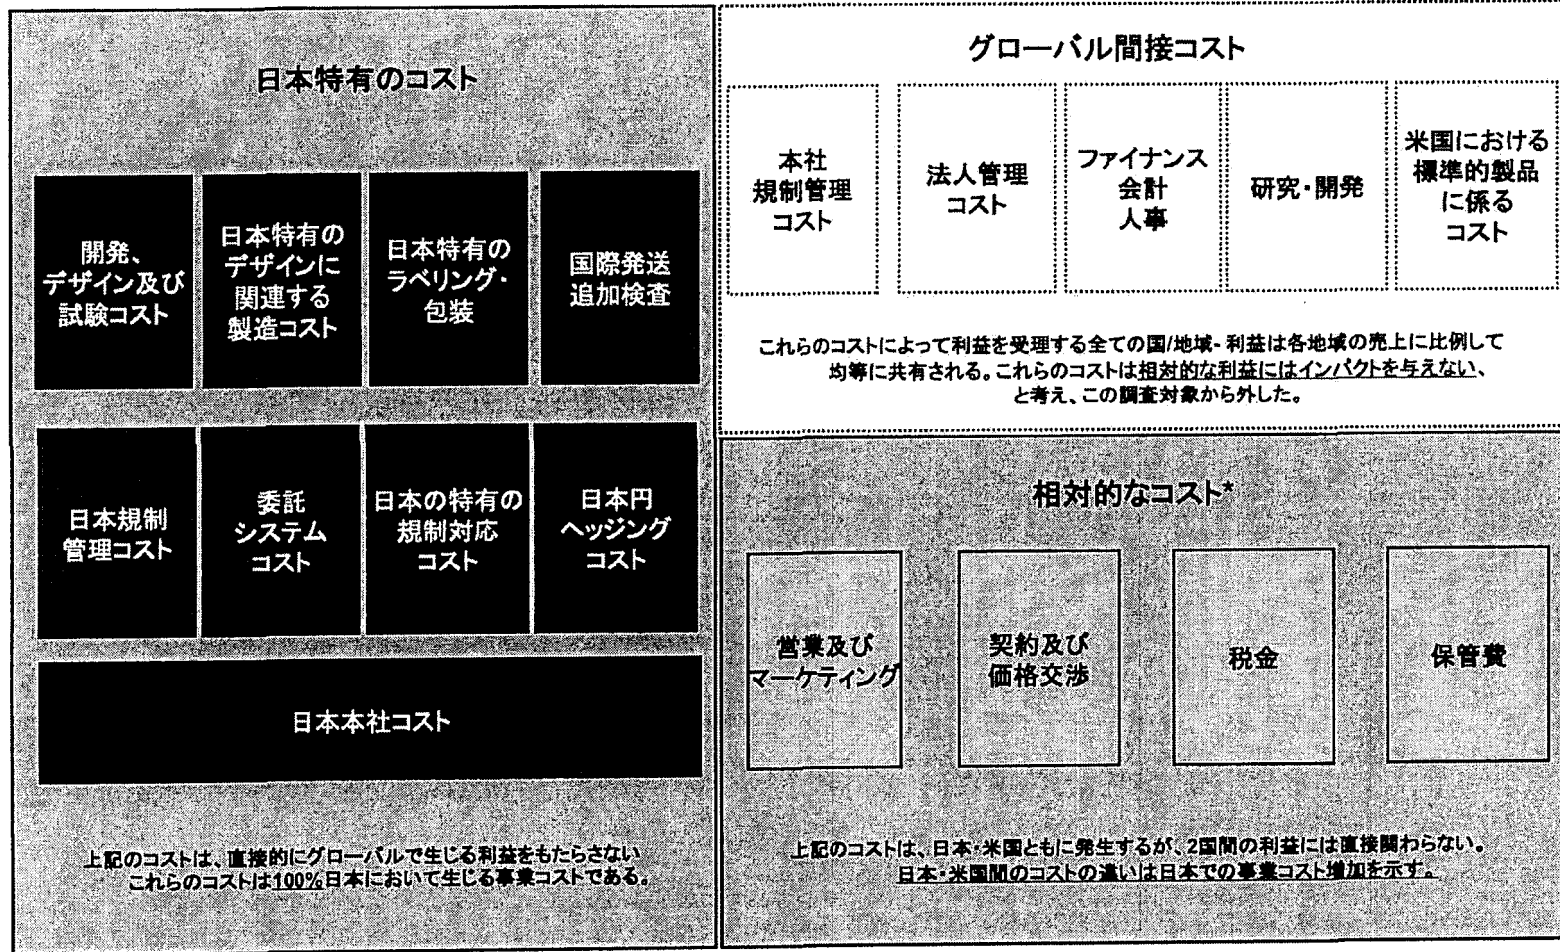 日本特有のコスト
開発、
デザイン及び
試験コスト
日本特有の
デザインに
関連する
製造コスト
日本特有の
ラベリング・
包装
国際発送
追加検査
日本規制
管理コスト
委託
システム
コスト
日本の特有の
規制対応
コスト
日本円
ヘッジング
コスト
日本本社コスト
上記のコストは、直接的にグローバルで生じる利益をもたらさない
これらのコストは100%日本において生じる事業コストである。
グローバル間接コスト
本社
規制管理
コスト
法人管理
コスト
ファイナンス
会計
人事
研究・開発
米国における
標準的製品
に係る
コスト
これらのコストによって利益を受理する全ての国/地域- 利益は各地域の売上に比例して
均等に共有される。これらのコストは相対的な利益にはインパクトを与えない、
と考え、この調査対象から外した。
相対的なコスト*
営業及び
マーケティング
契約及び
価格交渉
税金
保管費
上記のコストは、日本・米国ともに発生するが、2国間の利益には直接関わらない。
日本・米国間のコストの違いは日本での事業コスト増加を示す。